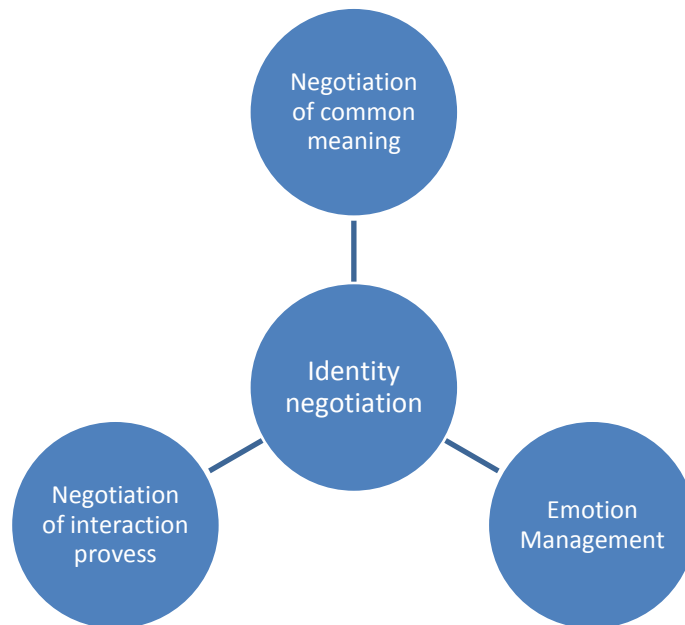 Negotiation
of common
meaning
Identity
negotiation
Negotiation
of interaction
provess
Emotion
Management